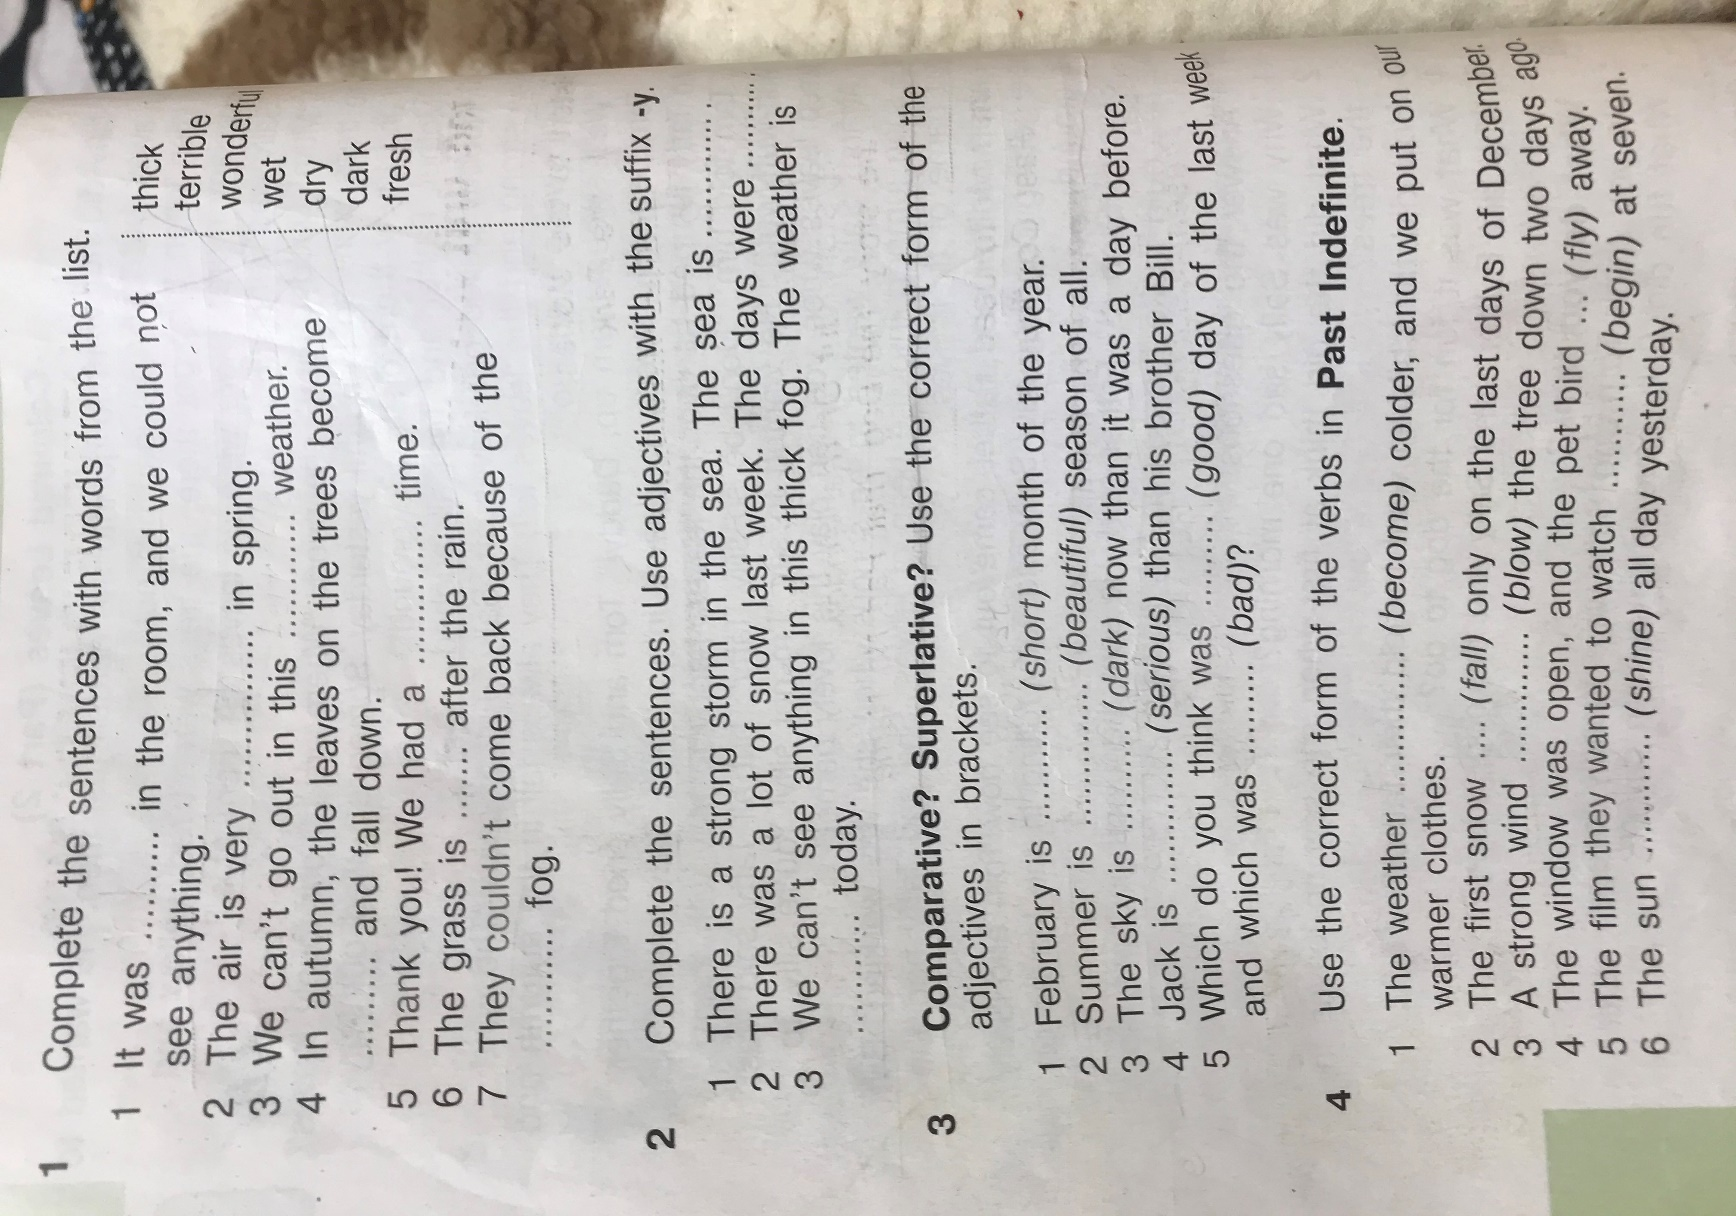 1 Complete the sentences with words from the list.
1 It was .......... in the room, and we could not
see anything.
2 The air is very ............... in spring.
3 We can't go out in this ............. weather.
4 In autumn, the leaves on the trees become
.......... and fall down.
5 Thank you! We had a ............... time.
6 The grass is ....... after the rain.
7 They couldn't come back because of the
............ fog.
thick
terrible
wonderful
wet
dry
dark
fresh
2 Complete the sentences. Use adjectives with the suffix -y.
1 There is a strong storm in the sea. The sea is ..............
2 There was a lot of snow last week. The days were ...........
3 We can't see anything in this thick fog. The weather is
............ today.
3 Comparative? Superlative? Use the correct form of the
adjectives in brackets.
1 February is ............ (short) month of the year.
2 Summer is ............... (beautiful) season of all.
3 The sky is ........... (dark) now than it was a day before.
4 Jack is .............. (serious) than his brother Bill.
5 Which do you think was .......... (good) day of the last week
and which was .......... (bad)?
4 Use the correct form of the verbs in Past Indefinite.
1 The weather ............... (become) colder, and we put on our
warmer clothes.
2 The first snow .... (fall) only on the last days of December.
3 A strong wind ............. (blow) the tree down two days ago.
4 The window was open, and the pet bird ... (fly) away.
5 The film they wanted to watch ............ (begin) at seven.
6 The sun ............ (shine) all day yesterday.